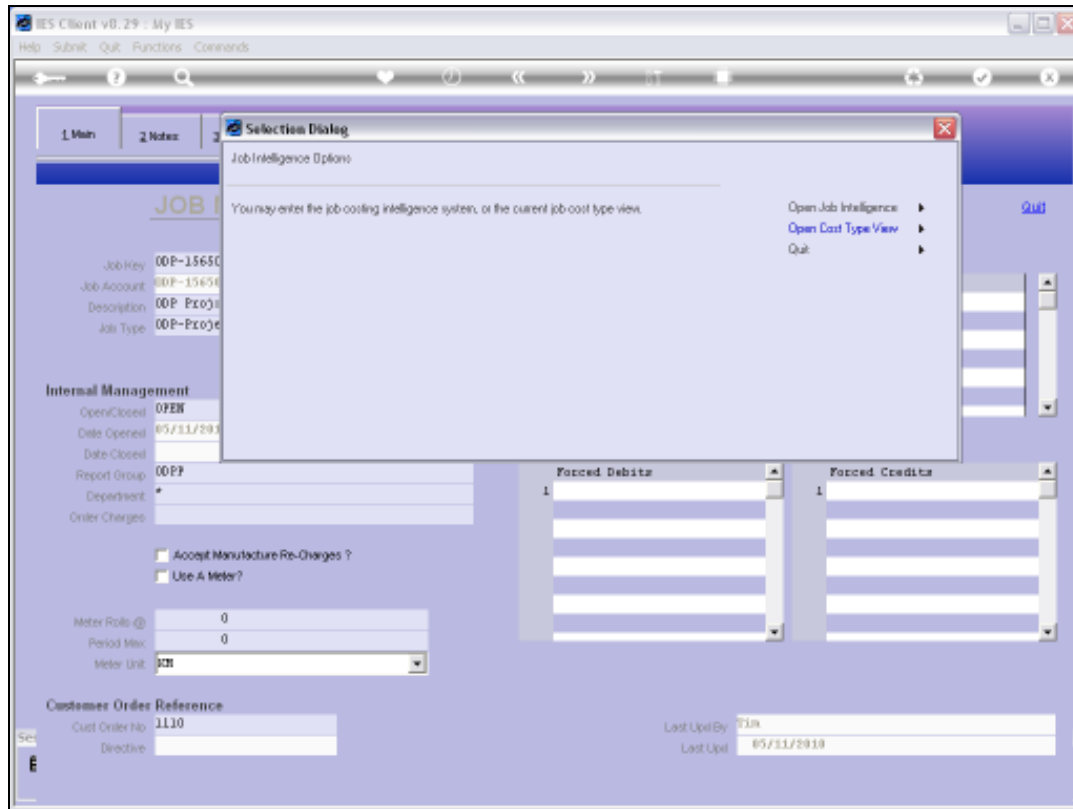 IES Client v0.29 : My IES
Help Submit Quit Functions Commands
1 Main 2 Notes 3
Selection Dialog
Job Intelligence Options
You may enter the job costing intelligence system, or the current job cost type view.
Open Job Intelligence
Open Cost Type View
Quit
Quit
JOB
Job Key ODP-1565
Job Account ODP-1565
Description ODP Proj
Job Type ODP-Proje
Internal Management
Open/Closed OPEN
Date Opened 05/11/201
Date Closed
Report Group ODPP
Department *
Order Charges
Forced Debits
1
Forced Credits
1
Accept Manufacture Re-Charges ?
Use A Meter?
Meter Rolls @ 0
Period Max 0
Meter Unit KM
Customer Order Reference
Cust Order No 1110
Directive
Last Upd By Tim
Last Upd 05/11/2010